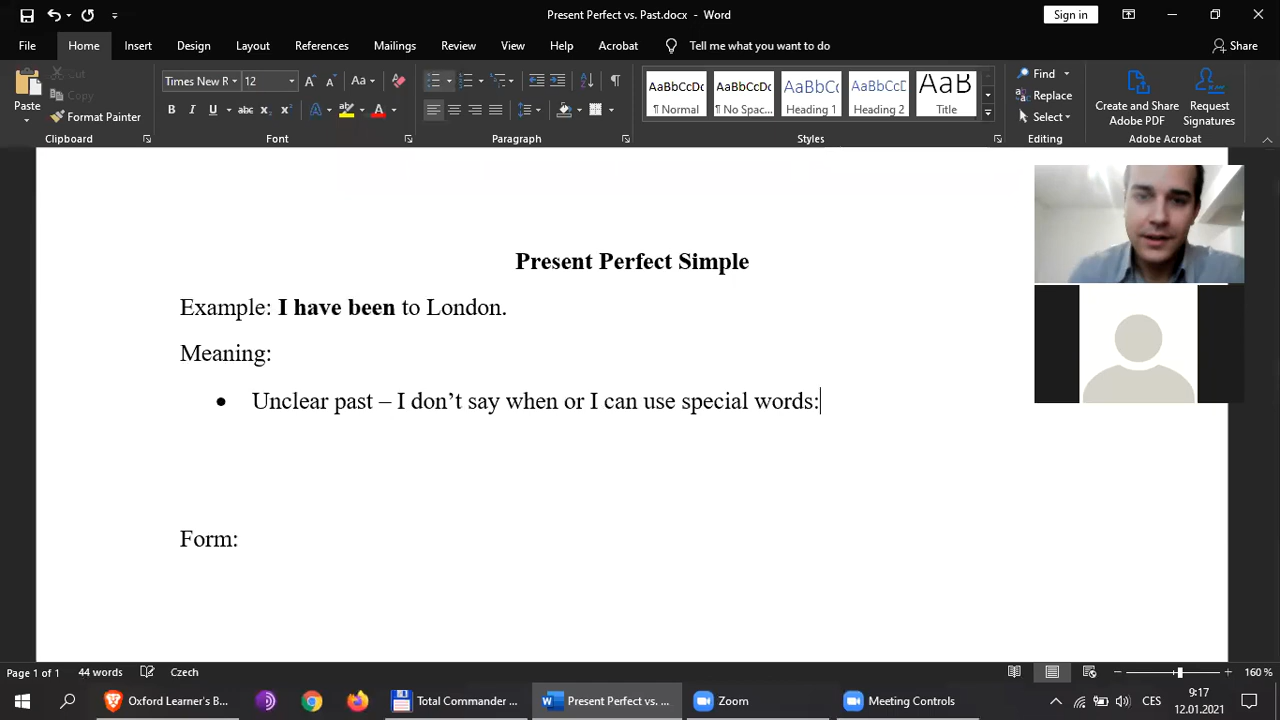 Present Perfect vs. Past.docx - Word
Sign in
File Home Insert Design Layout References Mailings Review View Help Acrobat Tell me what you want to do Share
Paste
Cut
Copy
Format Painter
Clipboard
Times New R 12
Font
Paragraph
AaBbCcDc AaBbCcDc AaBbCc AaBbCcD AaB
¶ Normal ¶ No Spac... Heading 1 Heading 2 Title
Styles
Find
Replace
Select
Editing
Create and Share Adobe PDF
Request Signatures
Adobe Acrobat
Present Perfect Simple
Example: I have been to London.
Meaning:
• Unclear past – I don’t say when or I can use special words:
Form:
Page 1 of 1 44 words Czech 160 %
Oxford Learner's B... Total Commander ... Present Perfect vs. ... Zoom Meeting Controls CES 9:17
12.01.2021